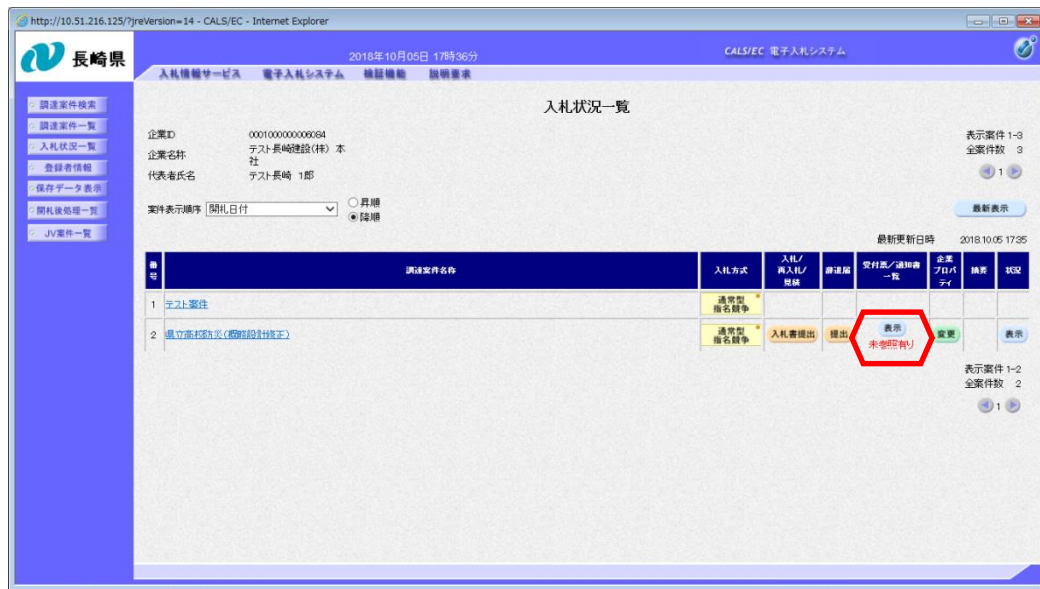 http://10.51.216.125/?jreVersion=14 - CALS/EC - Internet Explorer
長崎県
2018年10月05日 17時36分
CALS/EC 電子入札システム
入札情報サービス 電子入札システム 検証機能 説明要求
調達案件検索
調達案件一覧
入札状況一覧
登録者情報
保存データ表示
開札後処理一覧
JV案件一覧
入札状況一覧
企業ID 0001000000006084
企業名称 テスト長崎建設(株) 本社
代表者氏名 テスト長崎 1郎
表示案件 1-3
全案件数 3
1
案件表示順序 開札日付
昇順
降順
最新表示
最新更新日時 2018.10.05 17:35
番号 調達案件名称 入札方式 入札/再入札/見積 辞退届 受付票/通知書一覧 企業プロパティ 摘要 状況
1 テスト案件 通常型指名競争
2 県立高校防災(概略設計修正) 通常型指名競争 入札書提出 提出 表示 未参照有り 変更 表示
表示案件 1-2
全案件数 2
1